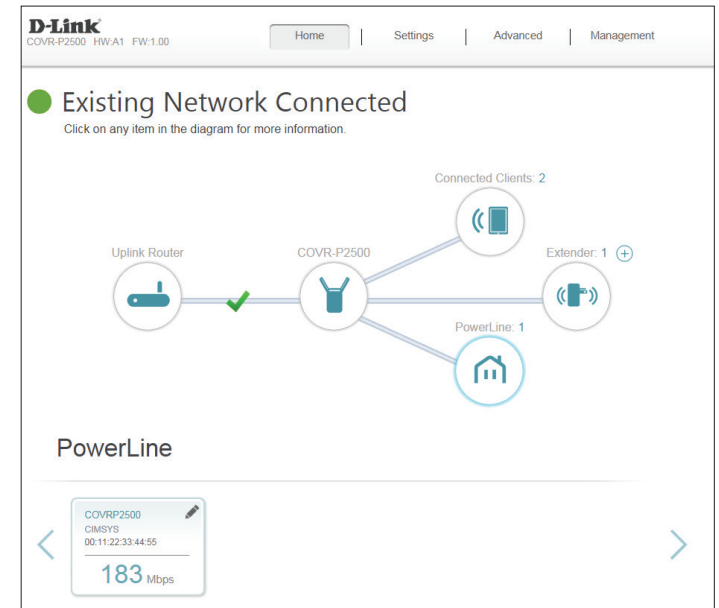 D-Link
COVR-P2500 HW:A1 FW:1.00
Home
Settings
Advanced
Management
Existing Network Connected
Click on any item in the diagram for more information.
Connected Clients: 2
Uplink Router
COVR-P2500
Extender: 1
PowerLine: 1
PowerLine
COVRP2500
CIMSYS
00:11:22:33:44:55
183 Mbps